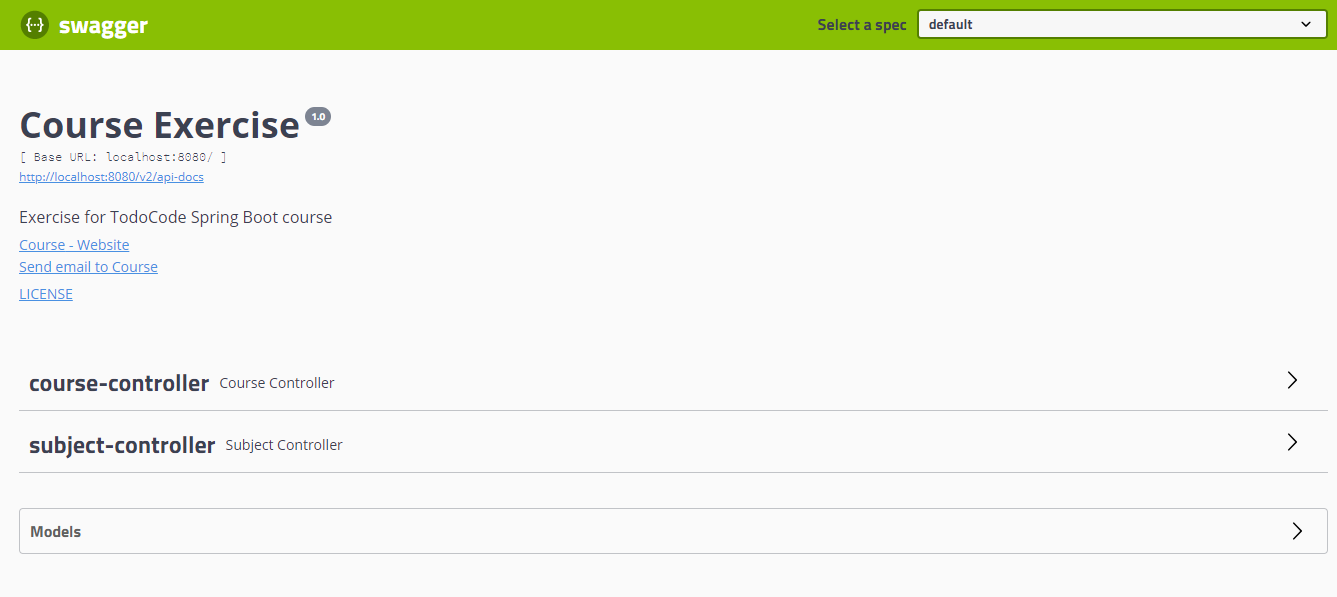 {···} swagger Select a spec default
Course Exercise 1.0
[ Base URL: localhost:8080/ ]
http://localhost:8080/v2/api-docs
Exercise for TodoCode Spring Boot course
Course - Website
Send email to Course
LICENSE
course-controller Course Controller
subject-controller Subject Controller
Models